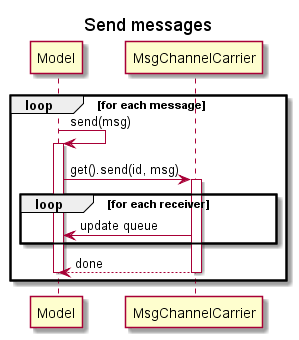 Send messages
Model MsgChannelCarrier
loop [for each message]
send(msg)
get().send(id, msg)
loop [for each receiver]
update queue
done
Model MsgChannelCarrier